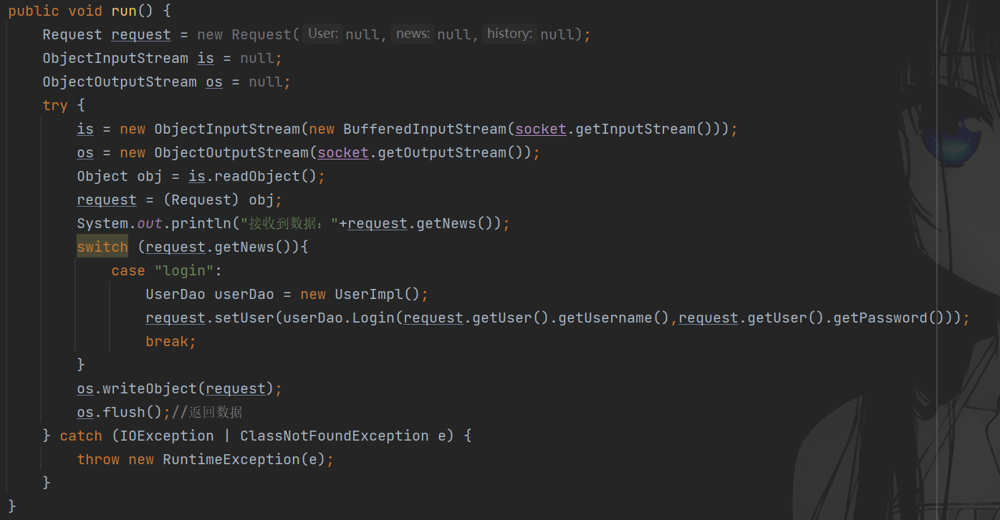 public void run() {
Request request = new Request( User: null, news: null, history: null);
ObjectInputStream is = null;
ObjectOutputStream os = null;
try {
is = new ObjectInputStream(new BufferedInputStream(socket.getInputStream()));
os = new ObjectOutputStream(socket.getOutputStream());
Object obj = is.readObject();
request = (Request) obj;
System.out.println("接收到数据："+request.getNews());
switch (request.getNews()){
case "login":
UserDao userDao = new UserImpl();
request.setUser(userDao.Login(request.getUser().getUsername(),request.getUser().getPassword()));
break;
}
os.writeObject(request);
os.flush();//返回数据
} catch (IOException | ClassNotFoundException e) {
throw new RuntimeException(e);
}
}